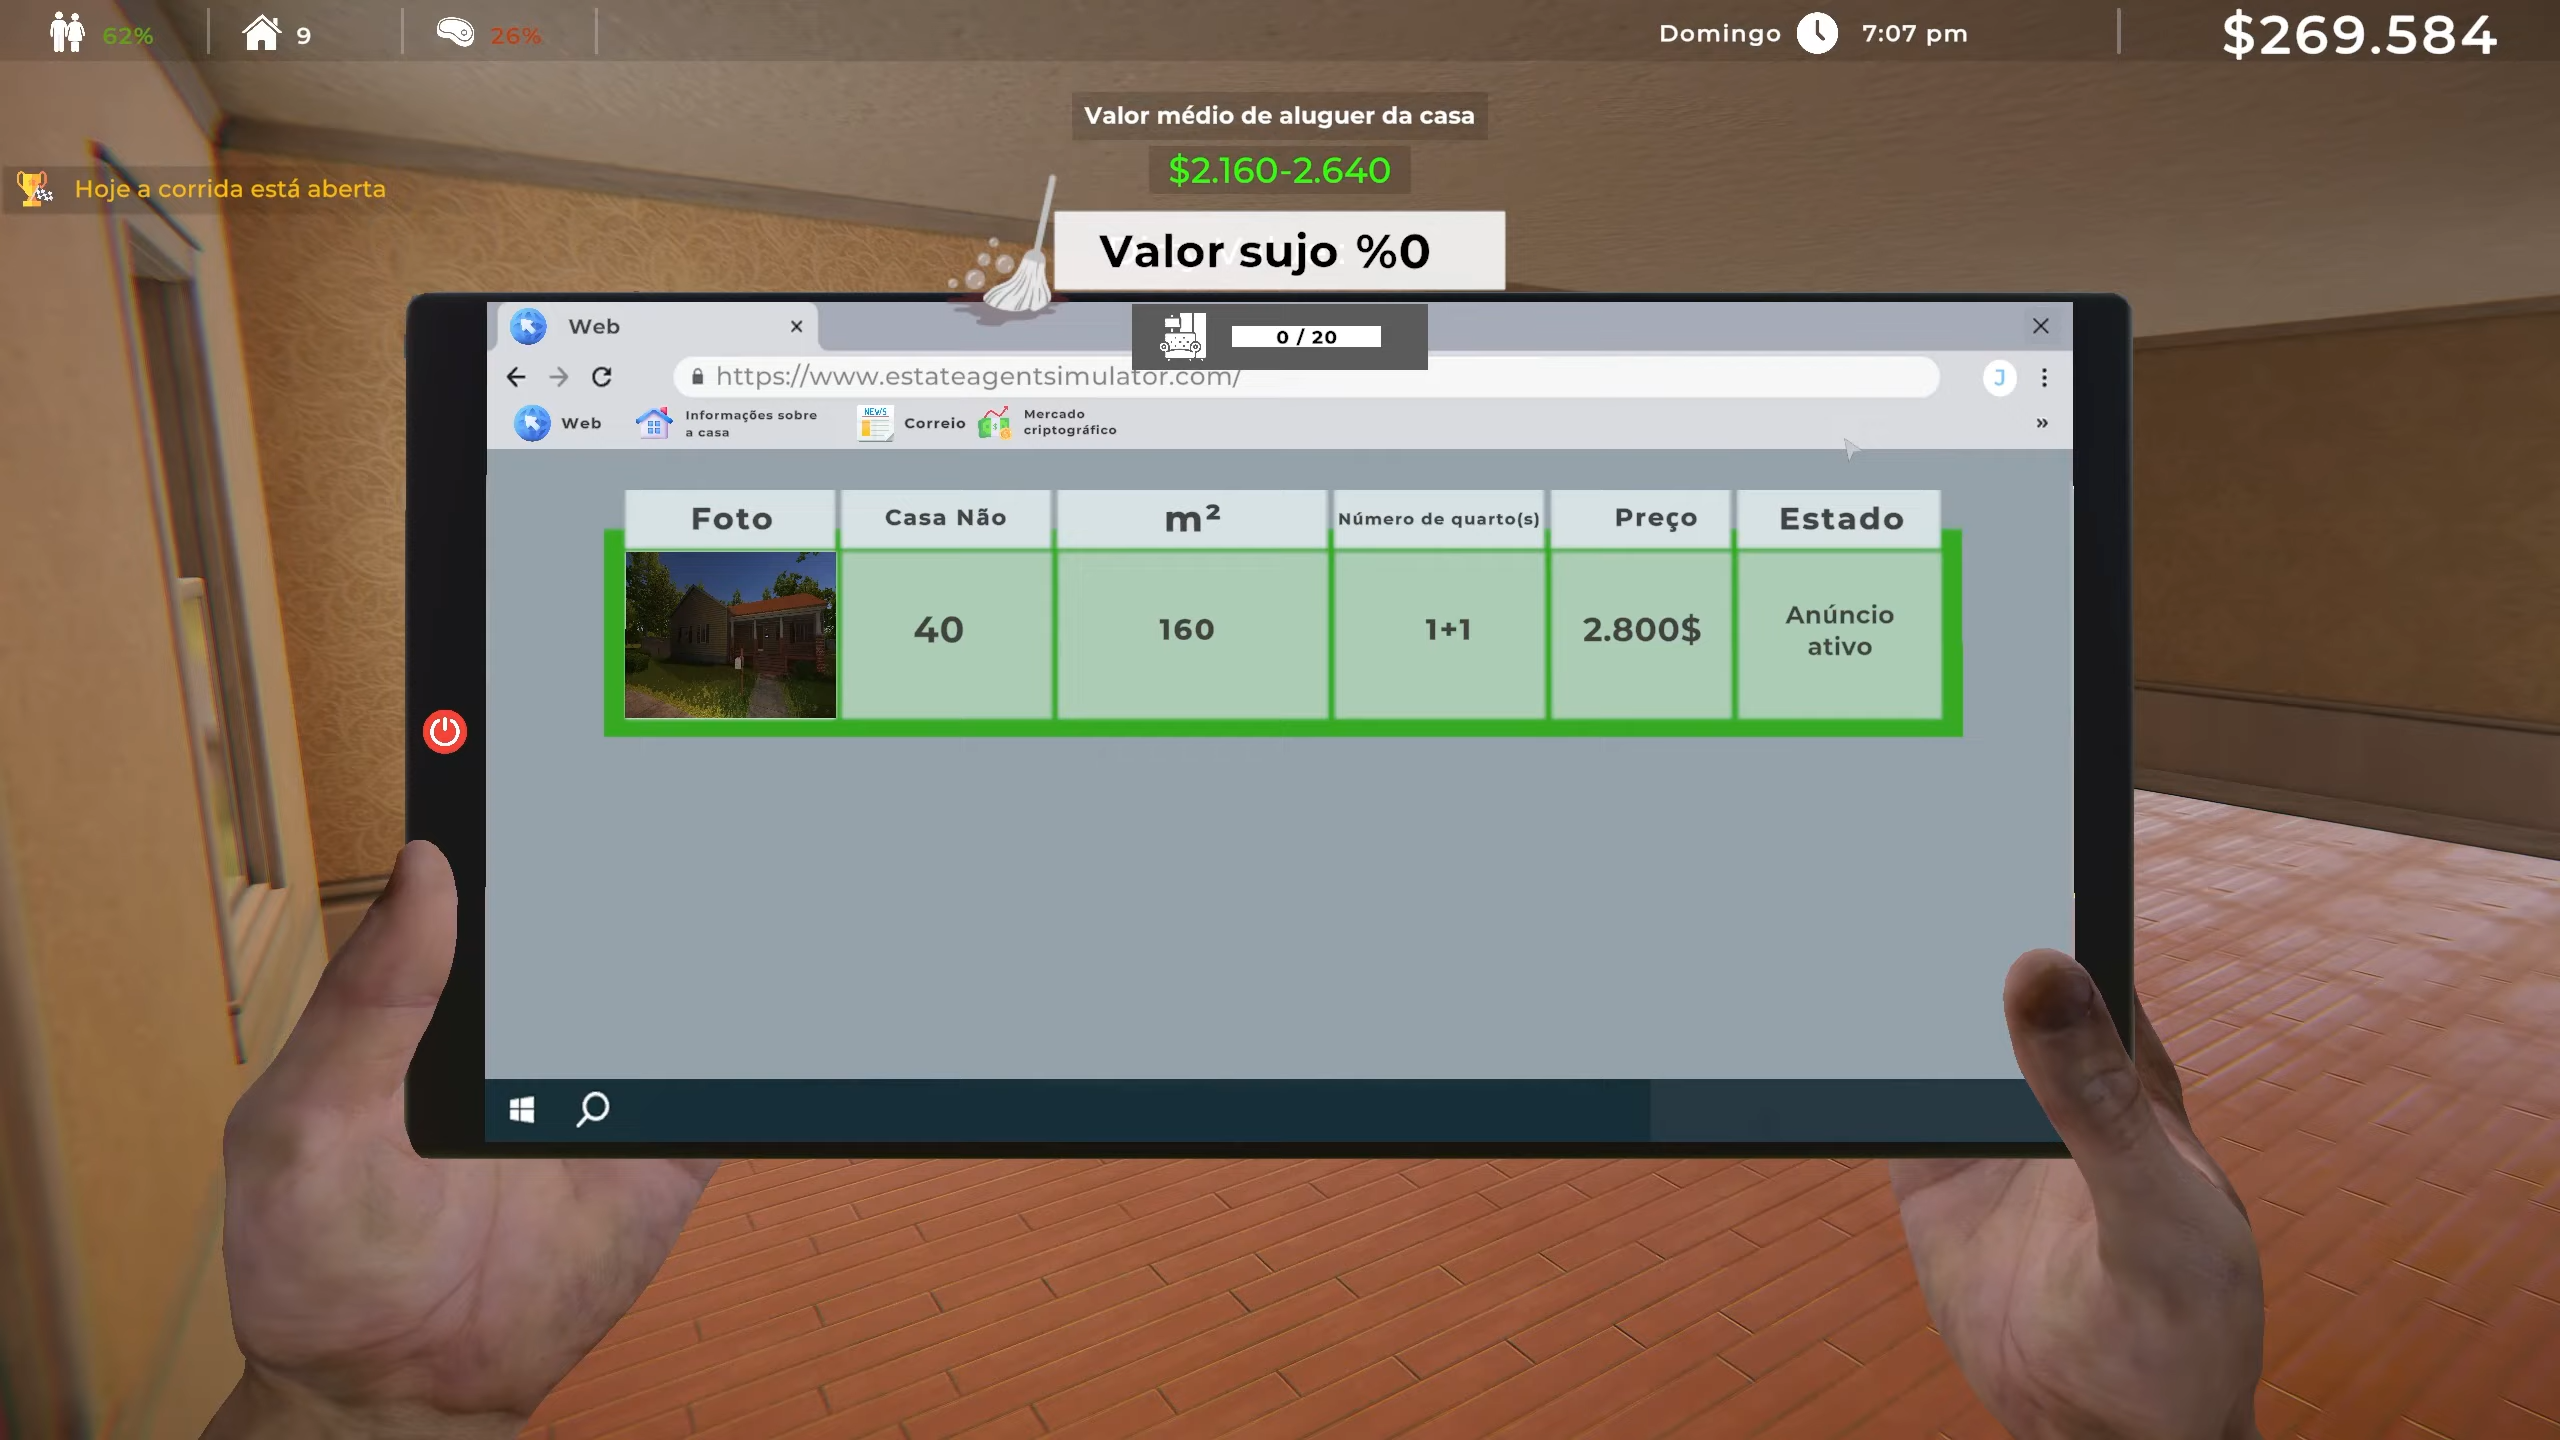 62%
9
26%
Domingo
7:07 pm
$269.584
Valor médio de aluguer da casa
$2.160-2.640
Hoje a corrida está aberta
Valor sujo %0
0 / 20
Web
https://www.estateagentsimulator.com/
J
Web
Informações sobre
a casa
NEWS
Correio
Mercado
criptográfico
Foto
Casa Não
m²
Número de quarto(s)
Preço
Estado
40
160
1+1
2.800$
Anúncio
ativo